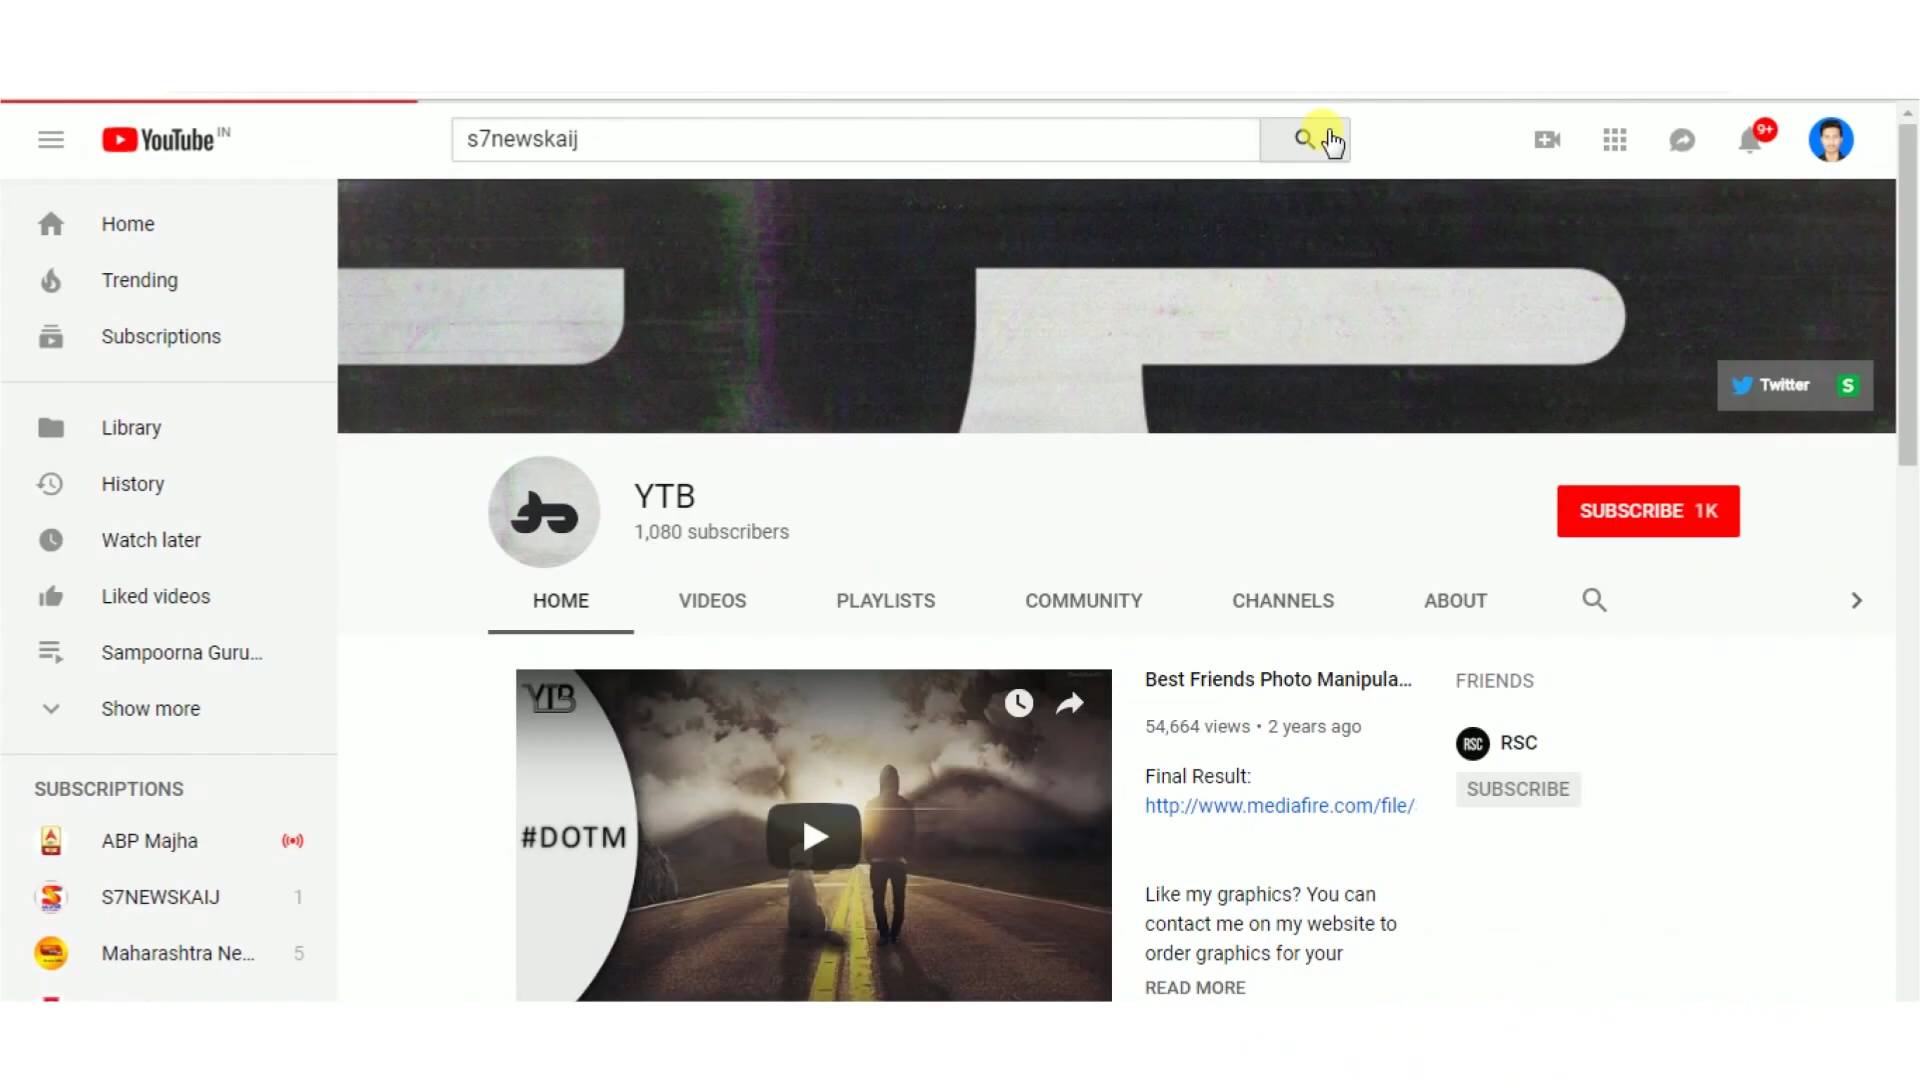 YouTube IN
s7newskaij
9+
Home
Trending
Subscriptions
Library
History
Watch later
Liked videos
Sampoorna Guru...
Show more
SUBSCRIPTIONS
ABP Majha
S7NEWSKAIJ 1
Maharashtra Ne... 5
Twitter S
YTB
1,080 subscribers
SUBSCRIBE 1K
HOME VIDEOS PLAYLISTS COMMUNITY CHANNELS ABOUT
YTB
#DOTM
Best Friends Photo Manipula...
54,664 views • 2 years ago
Final Result:
http://www.mediafire.com/file/
Like my graphics? You can
contact me on my website to
order graphics for your
READ MORE
FRIENDS
RSC RSC
SUBSCRIBE